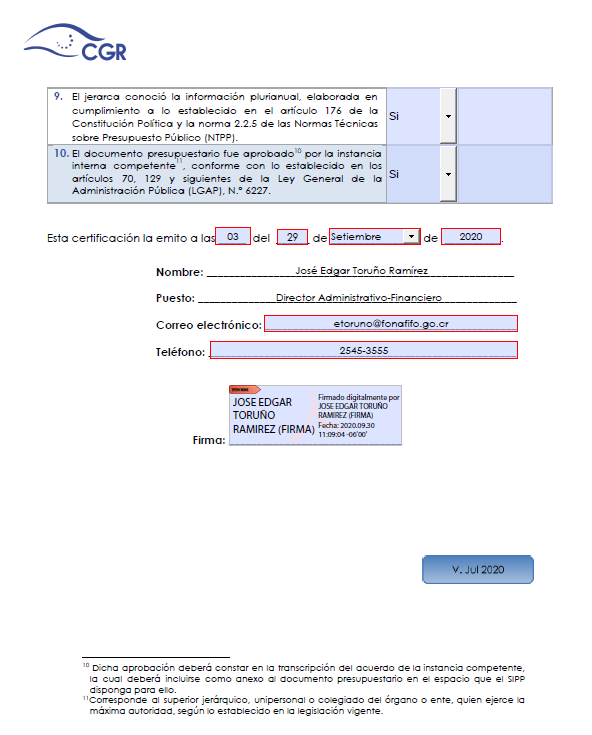 CGR
9. El jerarca conoció la información plurianual, elaborada en
cumplimiento a lo establecido en el artículo 176 de la
Constitución Política y la norma 2.2.5 de las Normas Técnicas
sobre Presupuesto Público (NTPP).
Si
10. El documento presupuestario fue aprobado10 por la instancia
interna competente11, conforme con lo establecido en los
artículos 70, 129 y siguientes de la Ley General de la
Administración Pública (LGAP), N.° 6227.
Si
Esta certificación la emito a las 03 del 29 de Setiembre de 2020.
Nombre: José Edgar Toruño Ramírez
Puesto: Director Administrativo-Financiero
Correo electrónico: etoruno@fonafifo.go.cr
Teléfono: 2545-3555
Firma:
JOSE EDGAR
TORUÑO
RAMIREZ (FIRMA)
Firmado digitalmente por
JOSE EDGAR TORUÑO
RAMIREZ (FIRMA)
Fecha: 2020.09.30
11:09:04 -06'00'
V. Jul 2020
10 Dicha aprobación deberá constar en la transcripción del acuerdo de la instancia competente,
la cual deberá incluirse como anexo al documento presupuestario en el espacio que el SIPP
disponga para ello.
11Corresponde al superior jerárquico, unipersonal o colegiado del órgano o ente, quien ejerce la
máxima autoridad, según lo establecido en la legislación vigente.